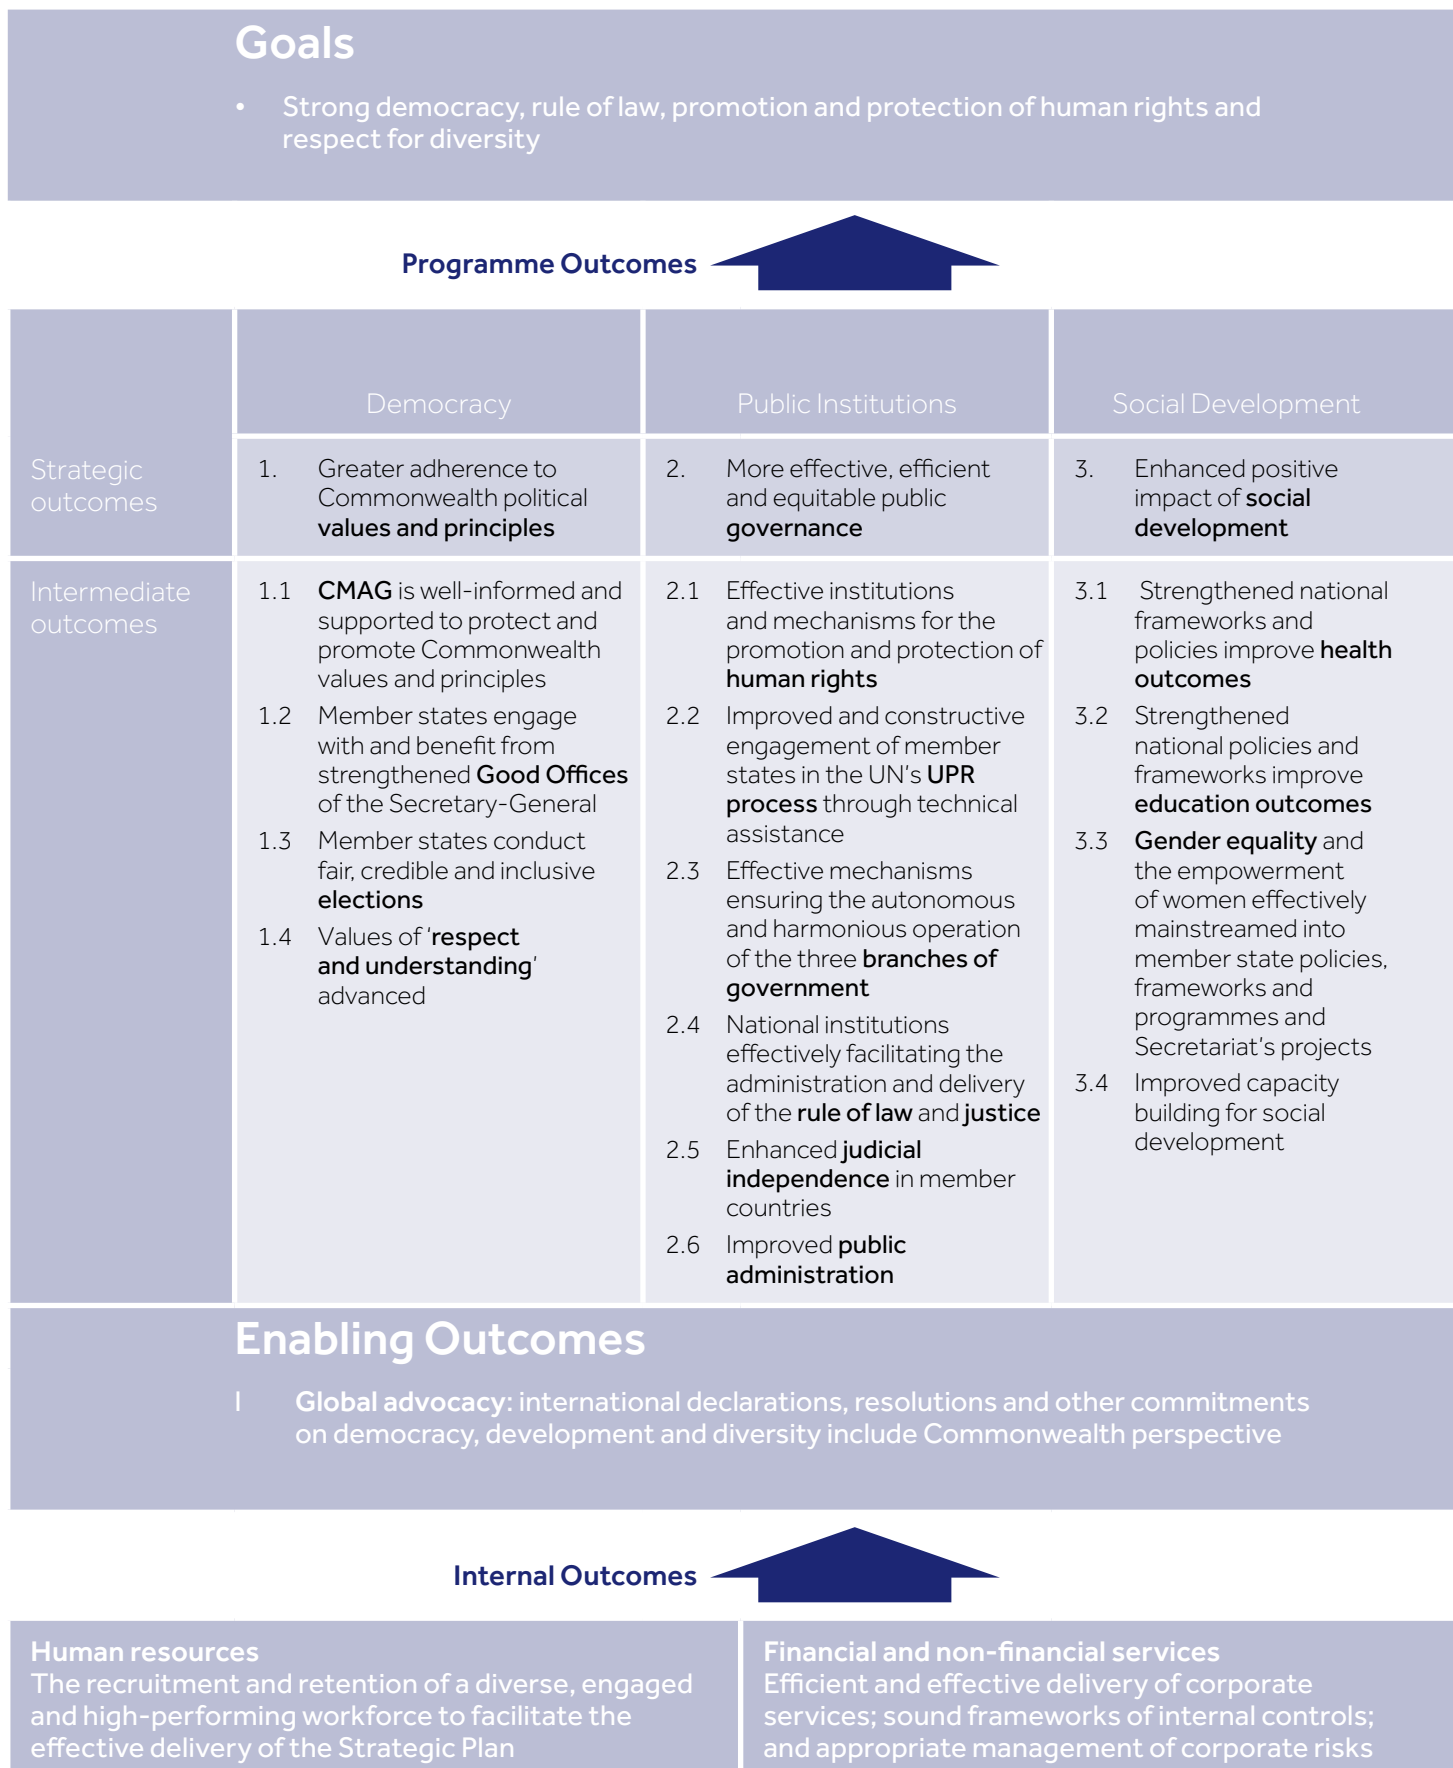 Goals
• Strong democracy, rule of law, promotion and protection of human rights and
respect for diversity
Programme Outcomes
Democracy
Public Institutions
Social Development
Strategic
outcomes
1. Greater adherence to
Commonwealth political
values and principles
2. More effective, efficient
and equitable public
governance
3. Enhanced positive
impact of social
development
Intermediate
outcomes
1.1 CMAG is well-informed and
supported to protect and
promote Commonwealth
values and principles
1.2 Member states engage
with and benefit from
strengthened Good Offices
of the Secretary-General
1.3 Member states conduct
fair, credible and inclusive
elections
1.4 Values of ‘respect
and understanding’
advanced
2.1 Effective institutions
and mechanisms for the
promotion and protection of
human rights
2.2 Improved and constructive
engagement of member
states in the UN's UPR
process through technical
assistance
2.3 Effective mechanisms
ensuring the autonomous
and harmonious operation
of the three branches of
government
2.4 National institutions
effectively facilitating the
administration and delivery
of the rule of law and justice
2.5 Enhanced judicial
independence in member
countries
2.6 Improved public
administration
3.1 Strengthened national
frameworks and
policies improve health
outcomes
3.2 Strengthened
national policies and
frameworks improve
education outcomes
3.3 Gender equality and
the empowerment
of women effectively
mainstreamed into
member state policies,
frameworks and
programmes and
Secretariat's projects
3.4 Improved capacity
building for social
development
Enabling Outcomes
I Global advocacy: international declarations, resolutions and other commitments
on democracy, development and diversity include Commonwealth perspective
Internal Outcomes
Human resources
The recruitment and retention of a diverse, engaged
and high-performing workforce to facilitate the
effective delivery of the Strategic Plan
Financial and non-financial services
Efficient and effective delivery of corporate
services; sound frameworks of internal controls;
and appropriate management of corporate risks